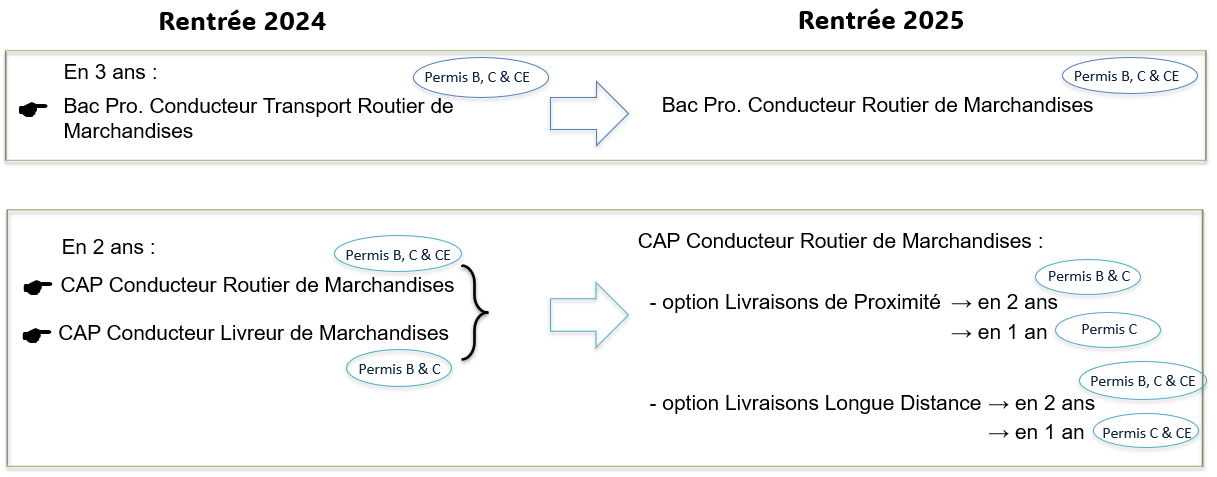 Rentrée 2024
Rentrée 2025
En 3 ans :
Permis B, C & CE
Bac Pro. Conducteur Transport Routier de
Marchandises
Permis B, C & CE
Bac Pro. Conducteur Routier de Marchandises
En 2 ans :
Permis B, C & CE
CAP Conducteur Routier de Marchandises
CAP Conducteur Livreur de Marchandises
Permis B & C
CAP Conducteur Routier de Marchandises :
Permis B & C
- option Livraisons de Proximité → en 2 ans
→ en 1 an Permis C
Permis B, C & CE
- option Livraisons Longue Distance → en 2 ans
→ en 1 an Permis C & CE